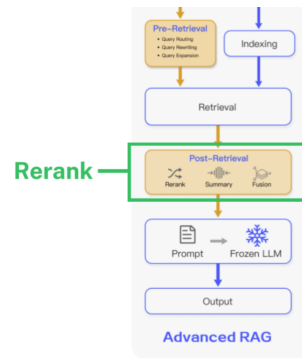 Pre-Retrieval
• Query Routing
• Query Rewriting
• Query Expansion
Indexing
Retrieval
Rerank
Post-Retrieval
Rerank Summary Fusion
Prompt Frozen LLM
Output
Advanced RAG